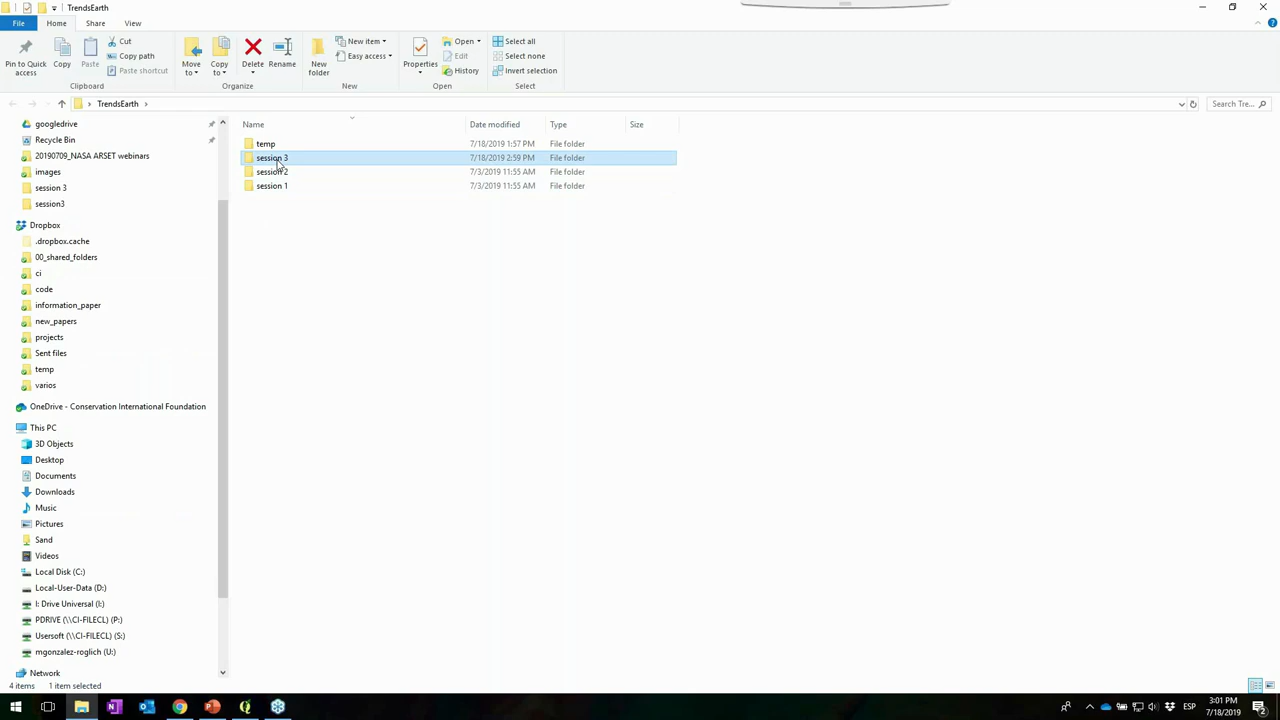 TrendsEarth
File Home Share View
Pin to Quick access
Copy
Paste
Cut
Copy path
Paste shortcut
Clipboard
Move to
Copy to
Delete
Rename
Organize
New folder
New item
Easy access
New
Properties
Open
Edit
History
Open
Select all
Select none
Invert selection
Select
TrendsEarth
Search Tre...
googledrive
Recycle Bin
20190709_NASA ARSET webinars
images
session 3
session3
Dropbox
.dropbox.cache
00_shared_folders
ci
code
information_paper
new_papers
projects
Sent files
temp
varios
OneDrive - Conservation International Foundation
This PC
3D Objects
Desktop
Documents
Downloads
Music
Pictures
Sand
Videos
Local Disk (C:)
Local-User-Data (D:)
I: Drive Universal (I:)
PDRIVE (\\CI-FILECL) (P:)
Usersoft (\\CI-FILECL) (S:)
mgonzalez-roglich (U:)
Network
Name Date modified Type Size
temp 7/18/2019 1:57 PM File folder
session 3 7/18/2019 2:59 PM File folder
session 2 7/3/2019 11:55 AM File folder
session 1 7/3/2019 11:55 AM File folder
4 items 1 item selected
ESP
3:01 PM
7/18/2019
2